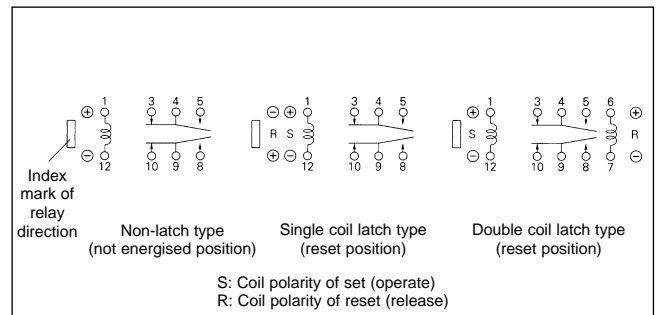 1 3 4 5 1 3 4 5 1 3 4 5 6
⊕ ⊖ ⊕ ⊕ ⊕
R S S R
⊖ ⊕ ⊖ ⊖ ⊖
12 10 9 8 12 10 9 8 12 10 9 8 7
Index
mark of
relay
direction
Non-latch type
(not energised position)
Single coil latch type
(reset position)
Double coil latch type
(reset position)
S: Coil polarity of set (operate)
R: Coil polarity of reset (release)